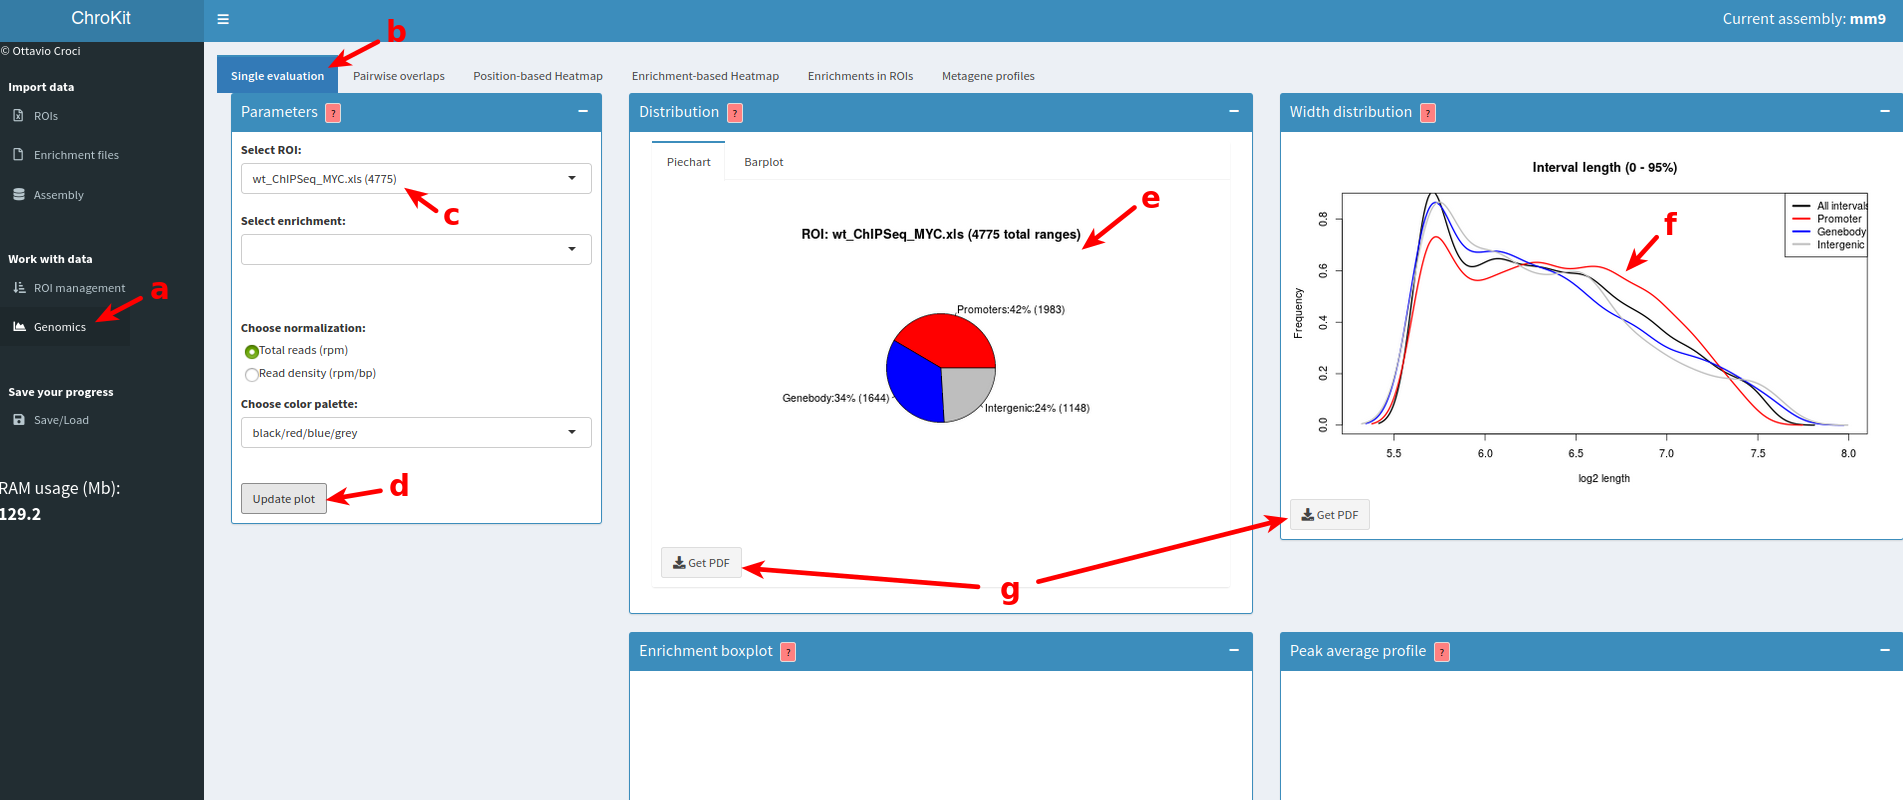 ChroKit
Current assembly: mm9
© Ottavio Croci
Import data
ROIs
Enrichment files
Assembly
Work with data
ROI management
Genomics
Save your progress
Save/Load
RAM usage (Mb):
129.2
a
b
Single evaluation
Pairwise overlaps
Position-based Heatmap
Enrichment-based Heatmap
Enrichments in ROIs
Metagene profiles
Parameters ?
Select ROI:
wt_ChIPSeq_MYC.xls (4775)
c
Select enrichment:
Choose normalization:
Total reads (rpm)
Read density (rpm/bp)
Choose color palette:
black/red/blue/grey
Update plot
d
Distribution ?
Piechart
Barplot
e
ROI: wt_ChIPSeq_MYC.xls (4775 total ranges)
Promoters:42% (1983)
Genebody:34% (1644)
Intergenic:24% (1148)
Get PDF
g
Width distribution ?
Interval length (0 - 95%)
All intervals
Promoter
Genebody
Intergenic
f
Frequency
0.8
0.6
0.4
0.2
0.0
5.5 6.0 6.5 7.0 7.5 8.0
log2 length
Get PDF
Enrichment boxplot ?
Peak average profile ?